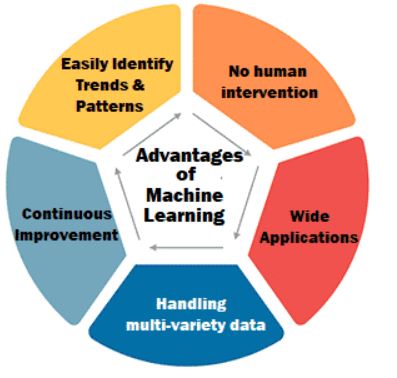 Easily Identify
Trends &
Patterns
No human
intervention
Advantages
of
Machine
Learning
Continuous
Improvement
Wide
Applications
Handling
multi-variety data